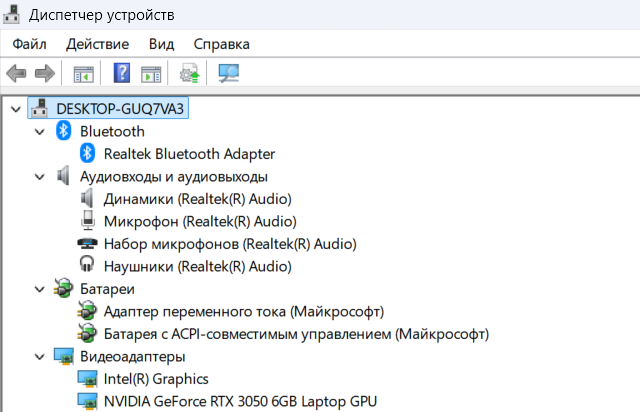 Диспетчер устройств
Файл Действие Вид Справка
DESKTOP-GUQ7VA3
Bluetooth
Realtek Bluetooth Adapter
Аудиовходы и аудиовыходы
Динамики (Realtek(R) Audio)
Микрофон (Realtek(R) Audio)
Набор микрофонов (Realtek(R) Audio)
Наушники (Realtek(R) Audio)
Батареи
Адаптер переменного тока (Майкрософт)
Батарея с ACPI-совместимым управлением (Майкрософт)
Видеоадаптеры
Intel(R) Graphics
NVIDIA GeForce RTX 3050 6GB Laptop GPU